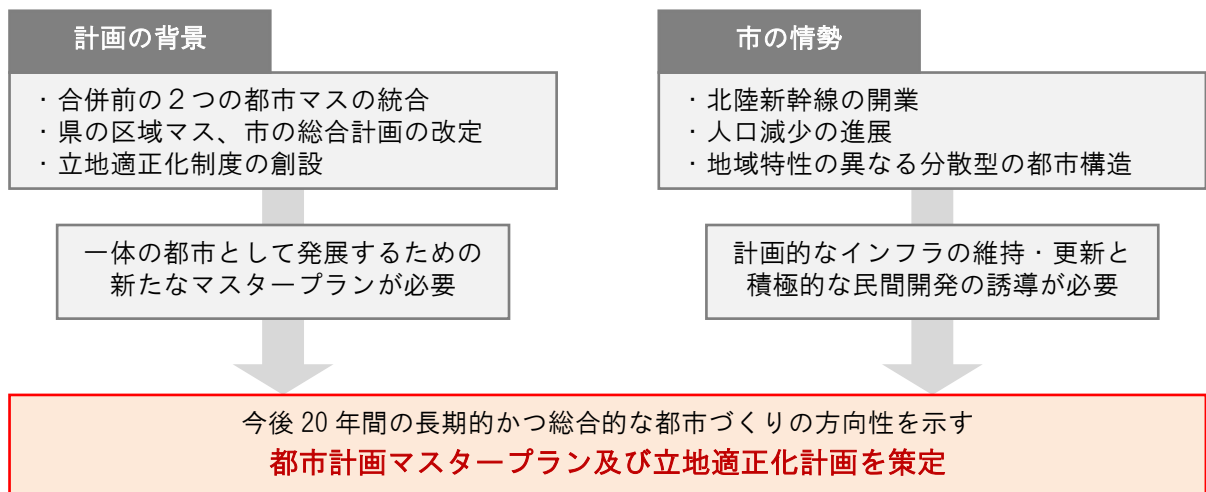 計画の背景
・合併前の２つの都市マスの統合
・県の区域マス、市の総合計画の改定
・立地適正化制度の創設
一体の都市として発展するための
新たなマスタープランが必要
市の情勢
・北陸新幹線の開業
・人口減少の進展
・地域特性の異なる分散型の都市構造
計画的なインフラの維持・更新と
積極的な民間開発の誘導が必要
今後 20 年間の長期的かつ総合的な都市づくりの方向性を示す
都市計画マスタープラン及び立地適正化計画を策定